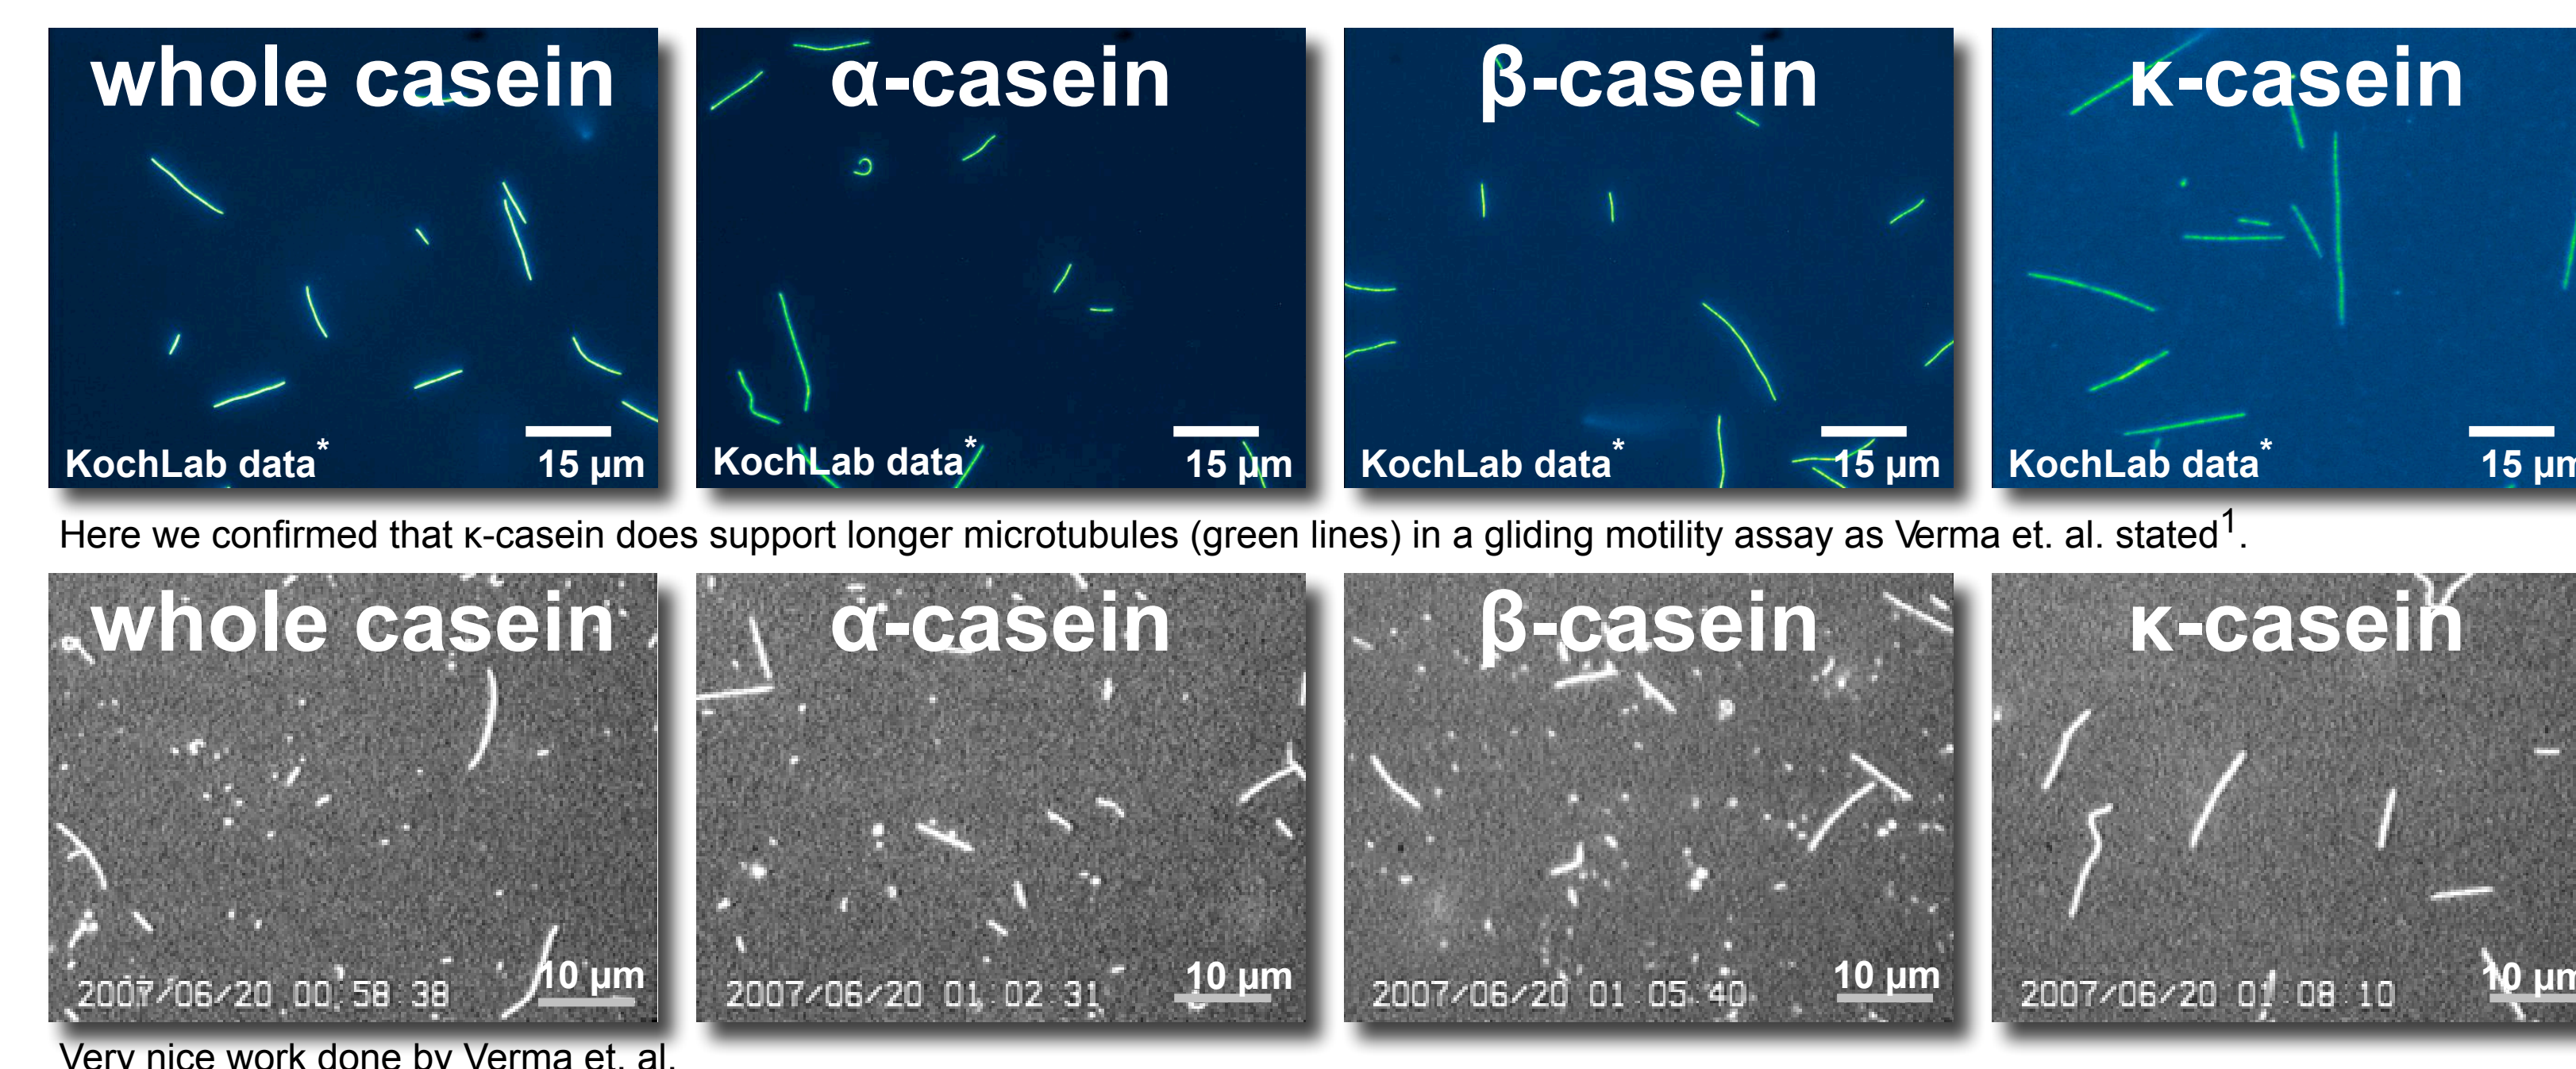 whole casein
KochLab data*
15 µm
α-casein
KochLab data*
15 µm
β-casein
KochLab data*
15 µm
κ-casein
KochLab data*
15 µm
Here we confirmed that κ-casein does support longer microtubules (green lines) in a gliding motility assay as Verma et. al. stated1.
whole casein
2007/06/20 00:58:38
10 µm
α-casein
2007/06/20 01:02:31
10 µm
β-casein
2007/06/20 01:05:40
10 µm
κ-casein
2007/06/20 01:08:10
10 µm
Very nice work done by Verma et. al.